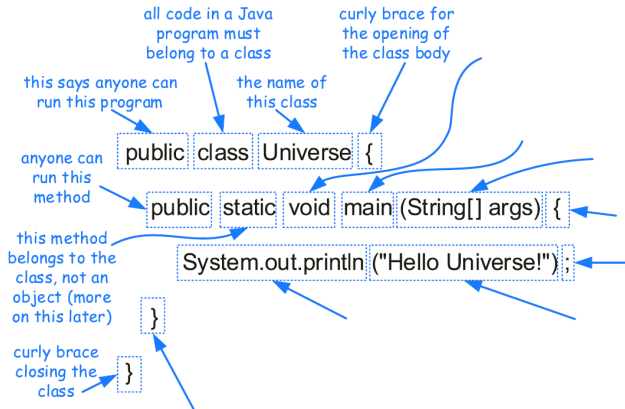 all code in a Java
program must
belong to a class
curly brace for
the opening of
the class body
this says anyone can
run this program
the name of
this class
public class Universe {
anyone can
run this
method
public static void main (String[] args) {
this method
belongs to the
class, not an
object (more
on this later)
System.out.println ("Hello Universe!") ;
}
curly brace
closing the
class
}